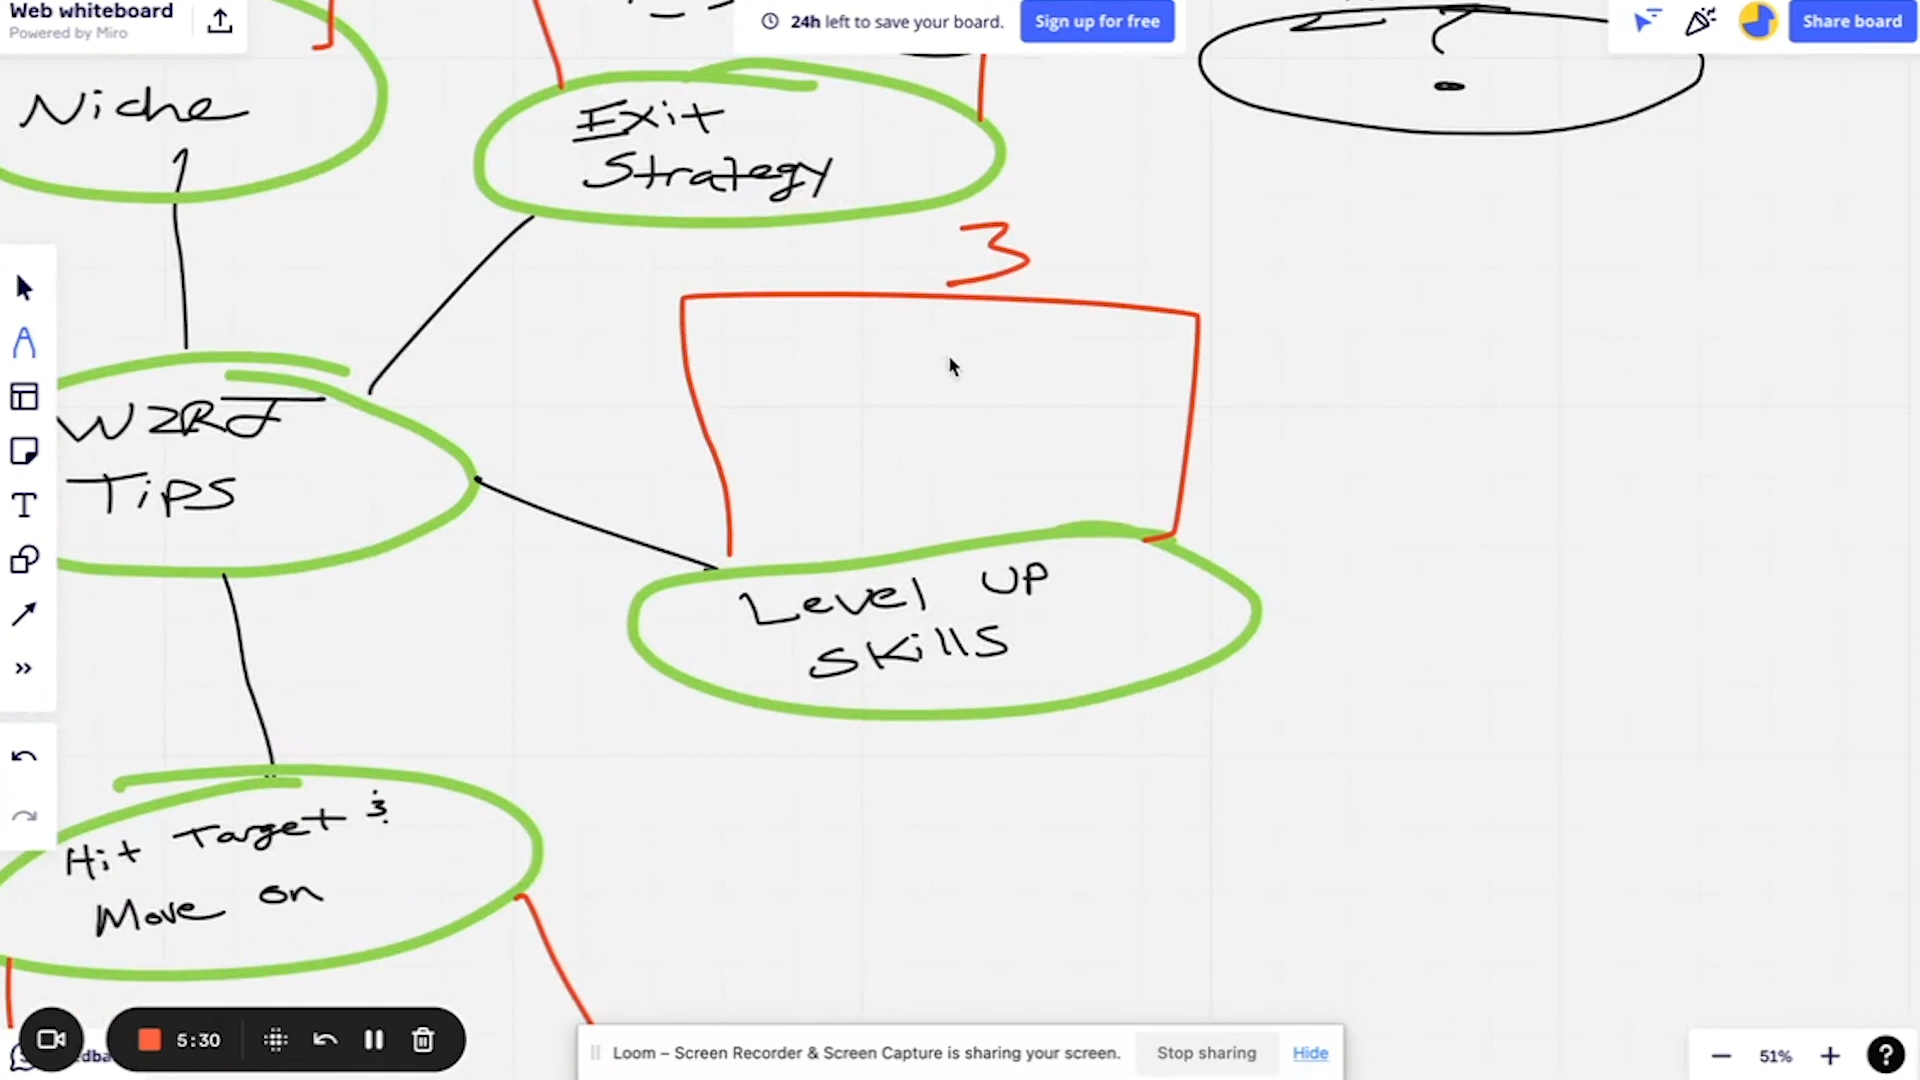 Web whiteboard
Powered by Miro
24h left to save your board.
Sign up for free
Share board
?
Niche
Exit
Strategy
3
Tips
Level UP
Skills
Hit Target &
Move on
5:30
Loom – Screen Recorder & Screen Capture is sharing your screen.
Stop sharing
Hide
51%
?